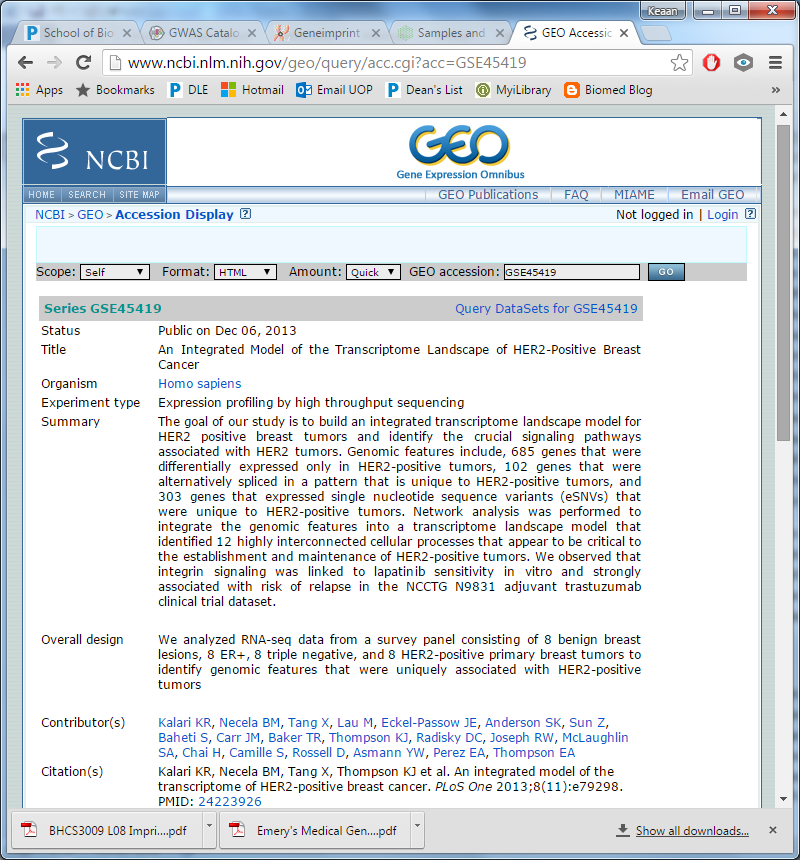 Keaan
School of Bio
GWAS Catalo
Geneimprint
Samples and
GEO Accessic
www.ncbi.nlm.nih.gov/geo/query/acc.cgi?acc=GSE45419
Apps
Bookmarks
DLE
Hotmail
Email UOP
Dean's List
MyiLibrary
Biomed Blog
»
NCBI
GEO
Gene Expression Omnibus
HOME | SEARCH | SITE MAP
GEO Publications
FAQ
MIAME
Email GEO
NCBI > GEO > Accession Display ?
Not logged in | Login ?
Scope: Self Format: HTML Amount: Quick GEO accession: GSE45419 GO
Series GSE45419
Query DataSets for GSE45419
Status Public on Dec 06, 2013
Title An Integrated Model of the Transcriptome Landscape of HER2-Positive Breast
Cancer
Organism Homo sapiens
Experiment type Expression profiling by high throughput sequencing
Summary The goal of our study is to build an integrated transcriptome landscape model for
HER2 positive breast tumors and identify the crucial signaling pathways
associated with HER2 tumors. Genomic features include, 685 genes that were
differentially expressed only in HER2-positive tumors, 102 genes that were
alternatively spliced in a pattern that is unique to HER2-positive tumors, and
303 genes that expressed single nucleotide sequence variants (eSNVs) that
were unique to HER2-positive tumors. Network analysis was performed to
integrate the genomic features into a transcriptome landscape model that
identified 12 highly interconnected cellular processes that appear to be critical to
the establishment and maintenance of HER2-positive tumors. We observed that
integrin signaling was linked to lapatinib sensitivity in vitro and strongly
associated with risk of relapse in the NCCTG N9831 adjuvant trastuzumab
clinical trial dataset.
Overall design We analyzed RNA-seq data from a survey panel consisting of 8 benign breast
lesions, 8 ER+, 8 triple negative, and 8 HER2-positive primary breast tumors to
identify genomic features that were uniquely associated with HER2-positive
tumors
Contributor(s) Kalari KR, Necela BM, Tang X, Lau M, Eckel-Passow JE, Anderson SK, Sun Z,
Baheti S, Carr JM, Baker TR, Thompson KJ, Radisky DC, Joseph RW, McLaughlin
SA, Chai H, Camille S, Rossell D, Asmann YW, Perez EA, Thompson EA
Citation(s) Kalari KR, Necela BM, Tang X, Thompson KJ et al. An integrated model of the
transcriptome of HER2-positive breast cancer. PLoS One 2013;8(11):e79298.
PMID: 24223926
BHCS3009 L08 Impri....pdf
Emery's Medical Gen....pdf
Show all downloads...